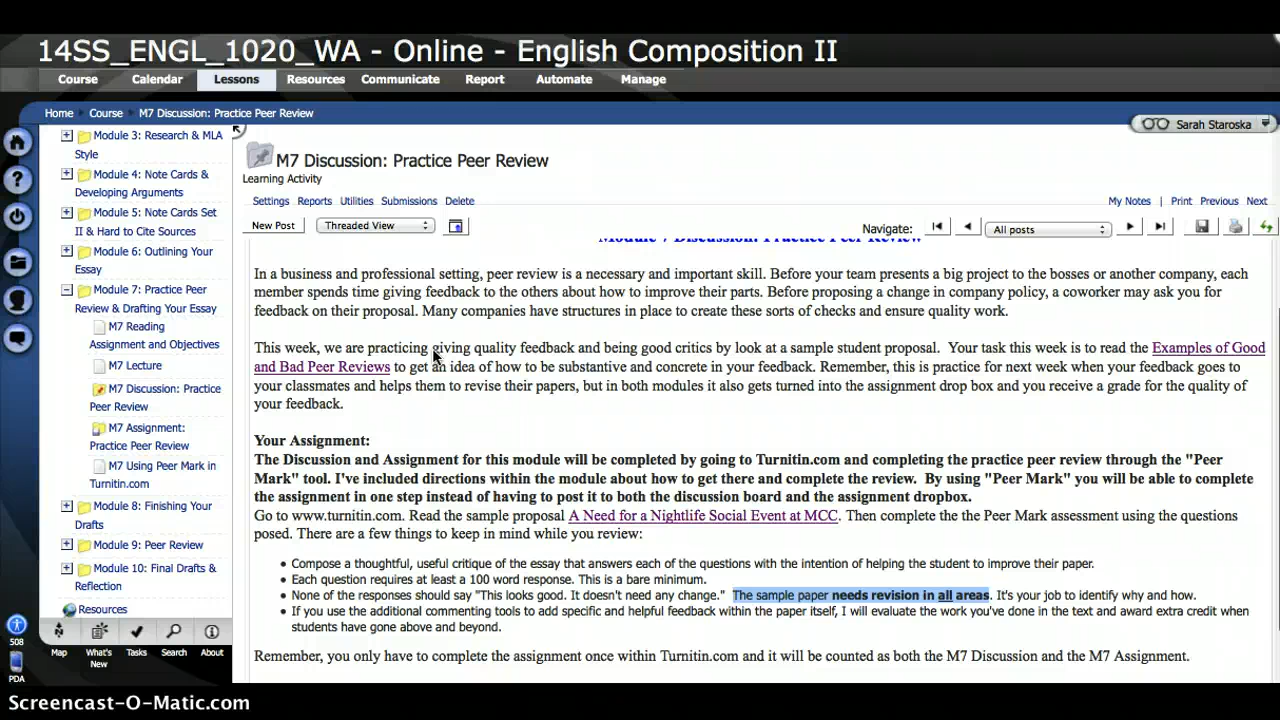 14SS_ENGL_1020_WA - Online - English Composition II
Course Calendar Lessons Resources Communicate Report Automate Manage
Home Course M7 Discussion: Practice Peer Review
Sarah Staroska
Module 3: Research & MLA
Style
Module 4: Note Cards &
Developing Arguments
Module 5: Note Cards Set
II & Hard to Cite Sources
Module 6: Outlining Your
Essay
Module 7: Practice Peer
Review & Drafting Your Essay
M7 Reading
Assignment and Objectives
M7 Lecture
M7 Discussion: Practice
Peer Review
M7 Assignment:
Practice Peer Review
M7 Using Peer Mark in
Turnitin.com
Module 8: Finishing Your
Drafts
Module 9: Peer Review
Module 10: Final Drafts &
Reflection
Resources
Map What's New Tasks Search About
508
PDA
M7 Discussion: Practice Peer Review
Learning Activity
Settings Reports Utilities Submissions Delete
My Notes Print Previous Next
New Post Threaded View Navigate: All posts
Module 7 Discussion: Practice Peer Review
In a business and professional setting, peer review is a necessary and important skill. Before your team presents a big project to the bosses or another company, each
member spends time giving feedback to the others about how to improve their parts. Before proposing a change in company policy, a coworker may ask you for
feedback on their proposal. Many companies have structures in place to create these sorts of checks and ensure quality work.
This week, we are practicing giving quality feedback and being good critics by look at a sample student proposal. Your task this week is to read the Examples of Good
and Bad Peer Reviews to get an idea of how to be substantive and concrete in your feedback. Remember, this is practice for next week when your feedback goes to
your classmates and helps them to revise their papers, but in both modules it also gets turned into the assignment drop box and you receive a grade for the quality of
your feedback.
Your Assignment:
The Discussion and Assignment for this module will be completed by going to Turnitin.com and completing the practice peer review through the "Peer
Mark" tool. I've included directions within the module about how to get there and complete the review. By using "Peer Mark" you will be able to complete
the assignment in one step instead of having to post it to both the discussion board and the assignment dropbox.
Go to www.turnitin.com. Read the sample proposal A Need for a Nightlife Social Event at MCC. Then complete the the Peer Mark assessment using the questions
posed. There are a few things to keep in mind while you review:
• Compose a thoughtful, useful critique of the essay that answers each of the questions with the intention of helping the student to improve their paper.
• Each question requires at least a 100 word response. This is a bare minimum.
• None of the responses should say "This looks good. It doesn't need any change." The sample paper needs revision in all areas. It's your job to identify why and how.
• If you use the additional commenting tools to add specific and helpful feedback within the paper itself, I will evaluate the work you've done in the text and award extra credit when
students have gone above and beyond.
Remember, you only have to complete the assignment once within Turnitin.com and it will be counted as both the M7 Discussion and the M7 Assignment.
Screencast-O-Matic.com